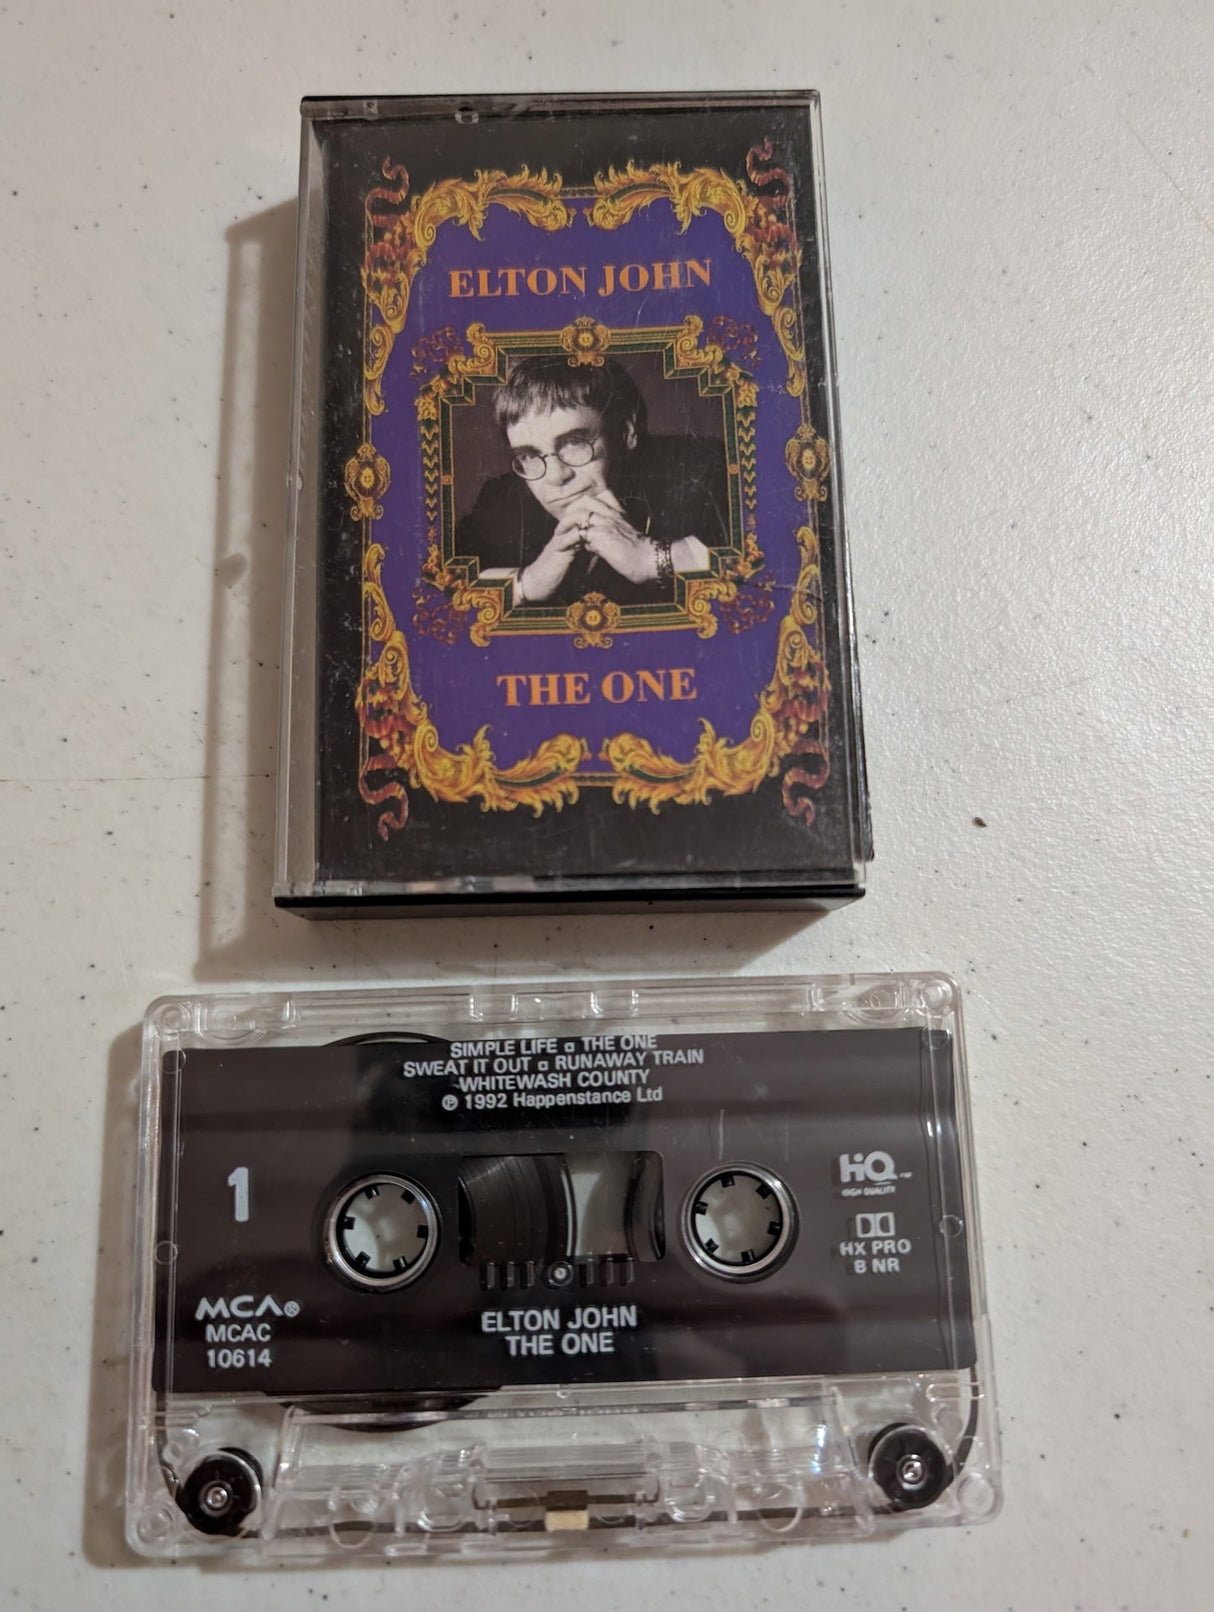 ELTON JOHN
THE ONE
SIMPLE LIFE ▫ THE ONE
SWEAT IT OUT ▫ RUNAWAY TRAIN
WHITEWASH COUNTY
℗ 1992 Happenstance Ltd
1
HQ
HIGH QUALITY
HX PRO
B NR
MCA®
MCAC
10614
ELTON JOHN
THE ONE